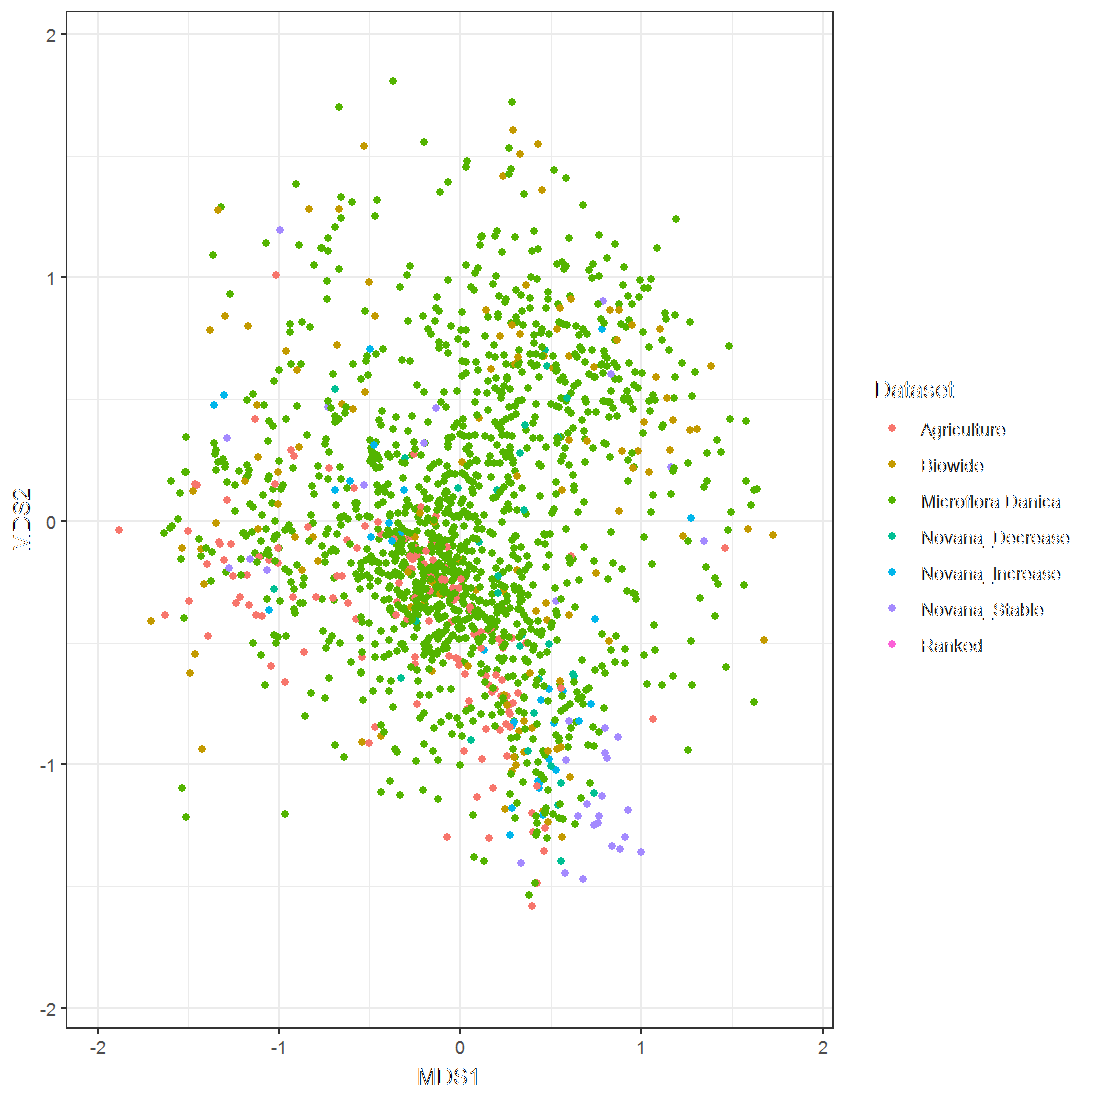 2
1
0
-1
-2
MDS2
-2
-1
0
1
2
MDS1
Dataset
Agriculture
Biowide
Microflora Danica
Novana_Decrease
Novana_Increase
Novana_Stable
Ranked